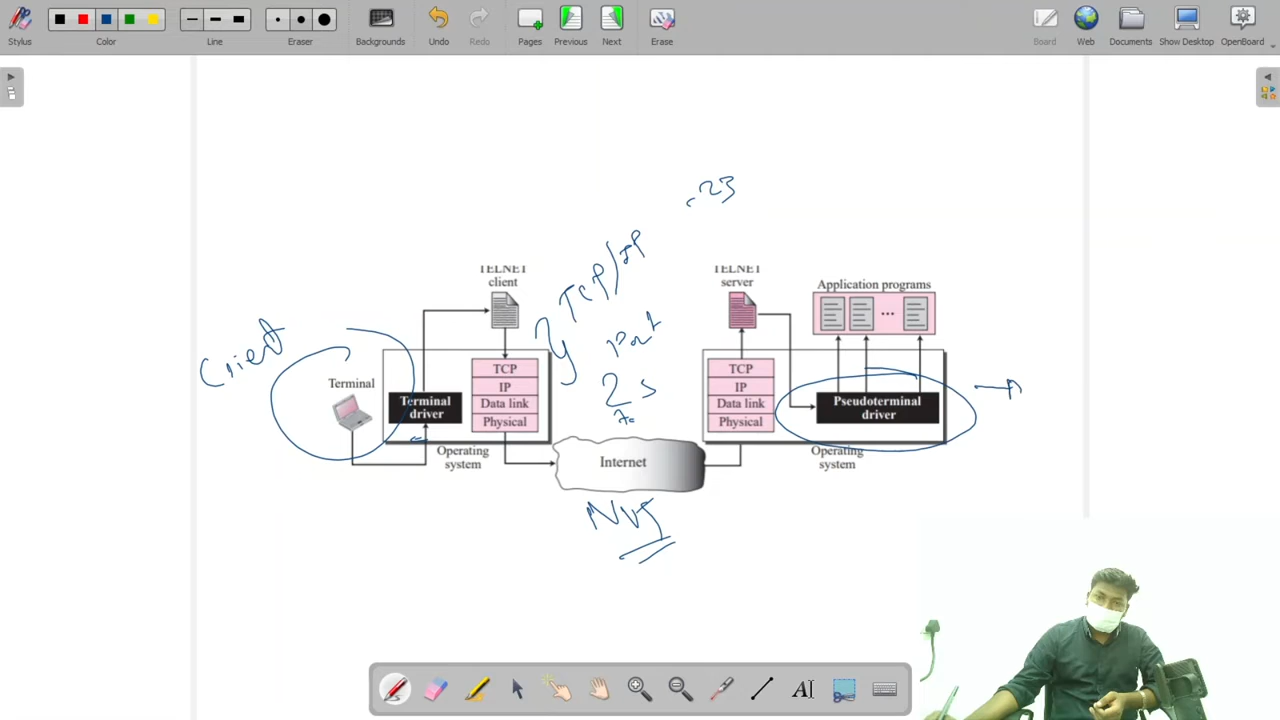 Stylus Color Line Eraser Backgrounds Undo Redo Pages Previous Next Erase Board Web Documents Show Desktop OpenBoard
.23
TCP/IP
TELNET
client
TELNET
server
Application programs
...
Port
Client
TCP
IP
Data link
Physical
Terminal
Terminal
driver
TCP
IP
Data link
Physical
Pseudoterminal
driver
Operating
system
Internet
Operating
system
NVT